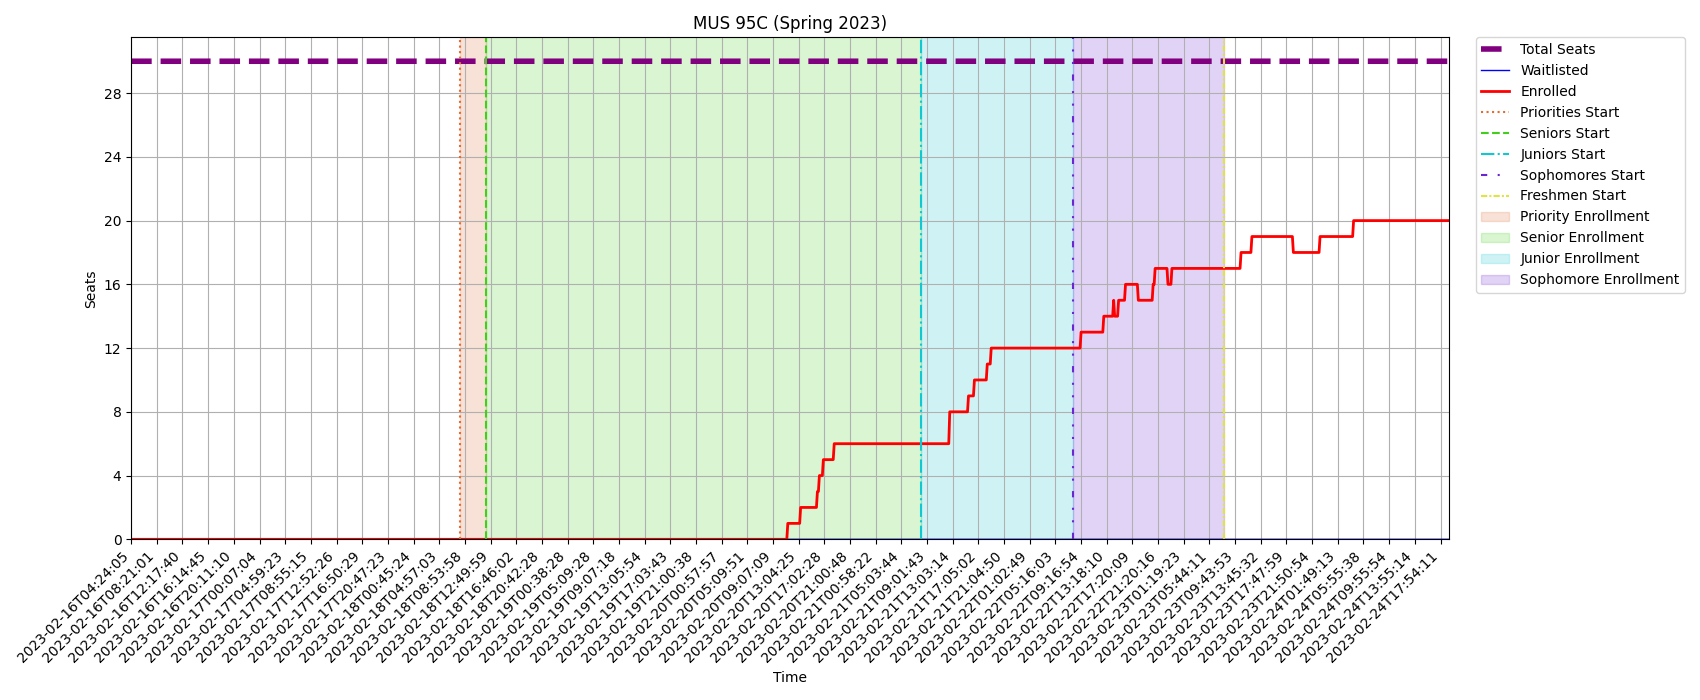 MUS 95C (Spring 2023)
Total Seats
Waitlisted
Enrolled
Priorities Start
Seniors Start
Juniors Start
Sophomores Start
Freshmen Start
Priority Enrollment
Senior Enrollment
Junior Enrollment
Sophomore Enrollment
Seats
28
24
20
16
12
8
4
0
2023-02-16T04:24:05
2023-02-16T08:21:01
2023-02-16T12:17:40
2023-02-16T16:14:45
2023-02-16T20:11:10
2023-02-17T00:07:04
2023-02-17T04:59:23
2023-02-17T08:55:15
2023-02-17T12:52:26
2023-02-17T16:50:29
2023-02-17T20:47:23
2023-02-18T00:45:24
2023-02-18T04:57:03
2023-02-18T08:53:58
2023-02-18T12:49:59
2023-02-18T16:46:02
2023-02-18T20:42:28
2023-02-19T00:38:28
2023-02-19T05:09:28
2023-02-19T09:07:18
2023-02-19T13:05:54
2023-02-19T17:03:43
2023-02-19T21:00:38
2023-02-20T00:57:57
2023-02-20T05:09:51
2023-02-20T09:07:09
2023-02-20T13:04:25
2023-02-20T17:02:28
2023-02-20T21:00:48
2023-02-21T00:58:22
2023-02-21T05:03:44
2023-02-21T09:01:43
2023-02-21T13:03:14
2023-02-21T17:05:02
2023-02-21T21:04:50
2023-02-22T01:02:49
2023-02-22T05:16:03
2023-02-22T09:16:54
2023-02-22T13:18:10
2023-02-22T17:20:09
2023-02-22T21:20:16
2023-02-23T01:19:23
2023-02-23T05:44:11
2023-02-23T09:43:53
2023-02-23T13:45:32
2023-02-23T17:47:59
2023-02-23T21:50:54
2023-02-24T01:49:13
2023-02-24T05:55:38
2023-02-24T09:55:54
2023-02-24T13:55:14
2023-02-24T17:54:11
Time